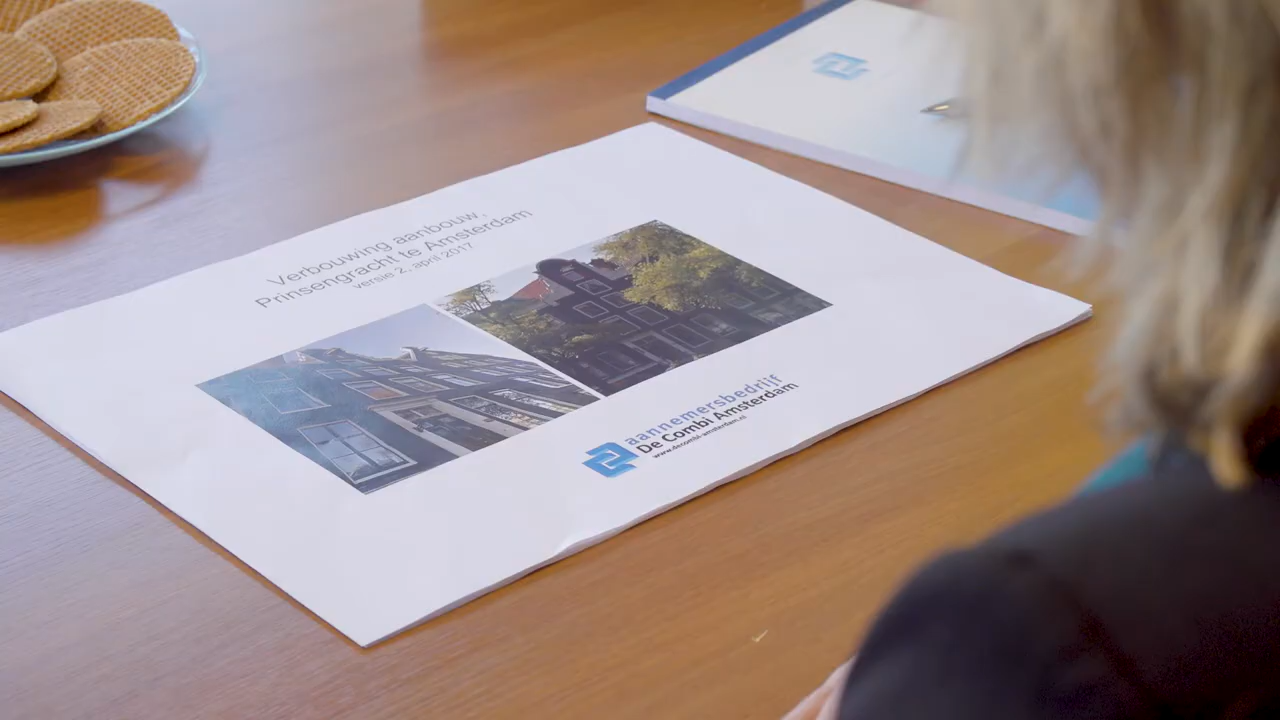 Verbouwing aanbouw,
Prinsengracht te Amsterdam
versie 2, april 2017
aannemersbedrijf
De Combi Amsterdam
www.decombi-amsterdam.nl